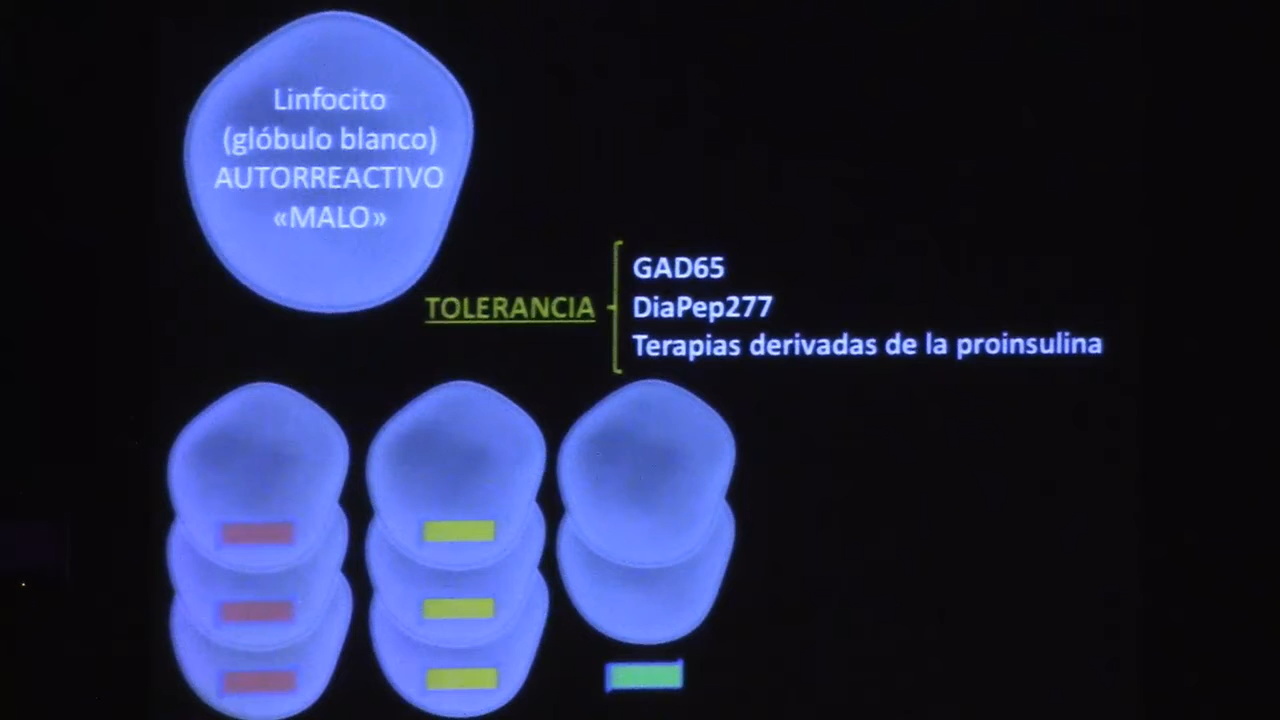 Linfocito
(glóbulo blanco)
AUTORREACTIVO
«MALO»
TOLERANCIA
GAD65
DiaPep277
Terapias derivadas de la proinsulina